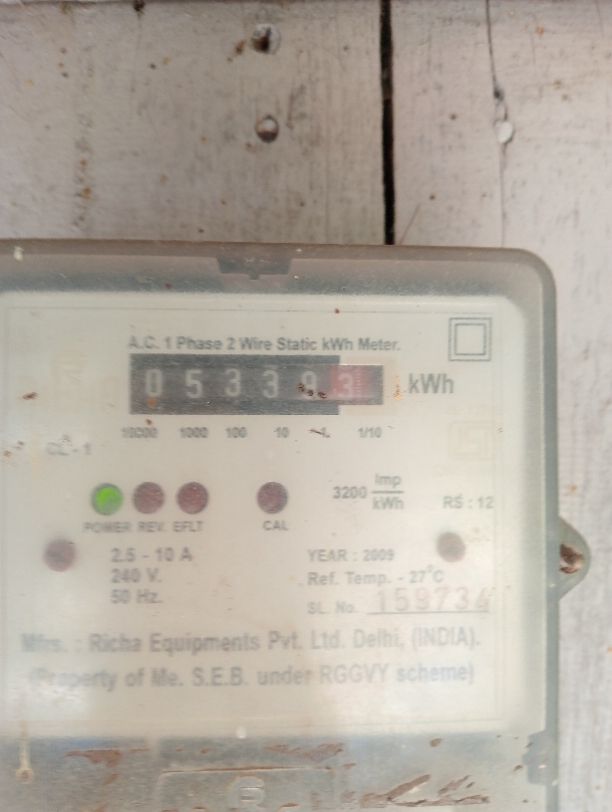 A.C. 1 Phase 2 Wire Static kWh Meter.
0 5 3 3 9 3 kWh
10000 1000 100 10 1 1/10
CL - 1
3200 Imp/kWh
RS : 12
POWER REV. EFLT CAL
2.5 - 10 A
240 V.
50 Hz.
YEAR : 2009
Ref. Temp. - 27°C
SL. No. 159734
Mfrs. : Richa Equipments Pvt. Ltd. Delhi, (INDIA).
(Property of Me. S.E.B. under RGGVY scheme)